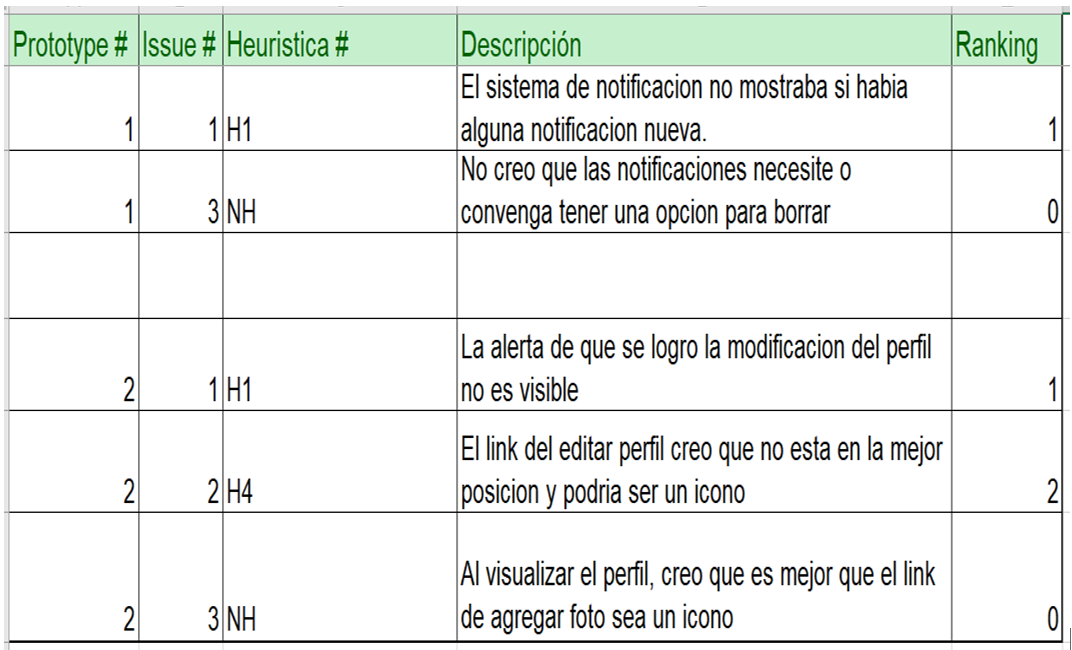 Prototype # Issue # Heuristica # Descripción Ranking
El sistema de notificacion no mostraba si habia
1 1 H1 alguna notificacion nueva. 1
No creo que las notificaciones necesite o
1 3 NH convenga tener una opcion para borrar 0
La alerta de que se logro la modificacion del perfil
2 1 H1 no es visible 1
El link del editar perfil creo que no esta en la mejor
2 2 H4 posicion y podria ser un icono 2
Al visualizar el perfil, creo que es mejor que el link
2 3 NH de agregar foto sea un icono 0